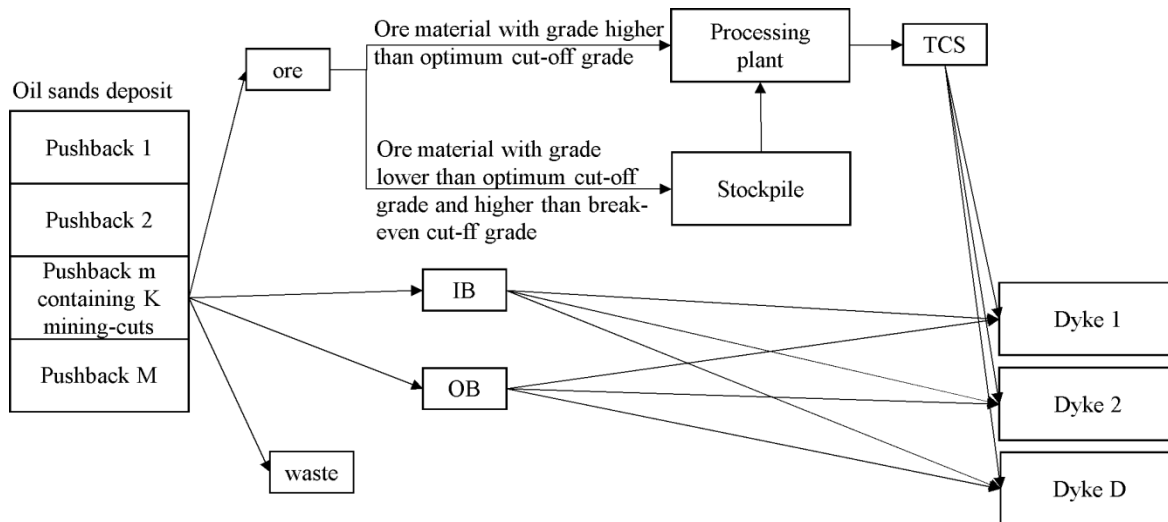 Oil sands deposit
Pushback 1
Pushback 2
Pushback m
containing K
mining-cuts
Pushback M
ore
Ore material with grade higher
than optimum cut-off grade
Ore material with grade
lower than optimum cut-off
grade and higher than break-
even cut-ff grade
Processing
plant
Stockpile
TCS
IB
OB
waste
Dyke 1
Dyke 2
Dyke D